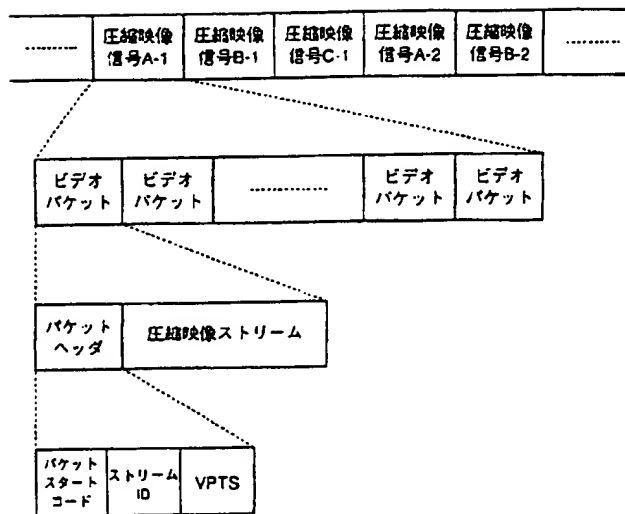 圧縮映像
信号A-1
圧縮映像
信号B-1
圧縮映像
信号C-1
圧縮映像
信号A-2
圧縮映像
信号B-2
ビデオ
パケット
ビデオ
パケット
ビデオ
パケット
ビデオ
パケット
パケット
ヘッダ
圧縮映像ストリーム
パケット
スタート
コード
ストリーム
ID
VPTS